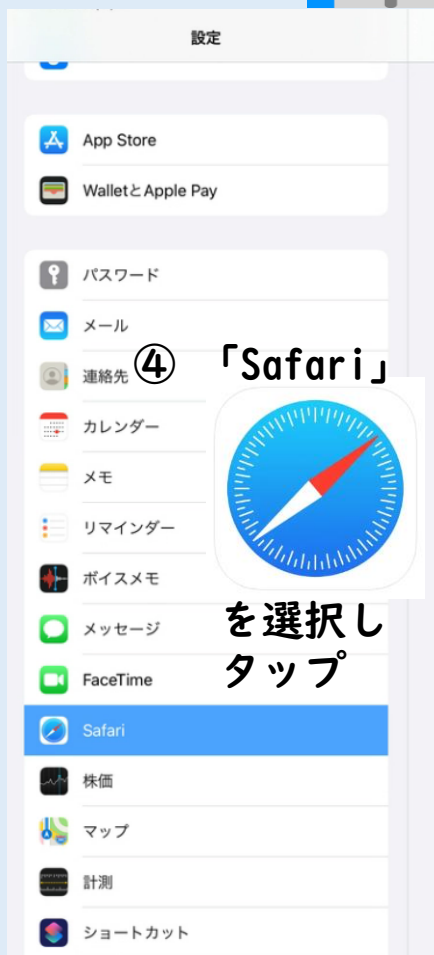 設定
App Store
WalletとApple Pay
パスワード
メール
連絡先
④ 「Safari」
カレンダー
メモ
リマインダー
ボイスメモ
メッセージ
を選択し
タップ
FaceTime
Safari
株価
マップ
計測
ショートカット